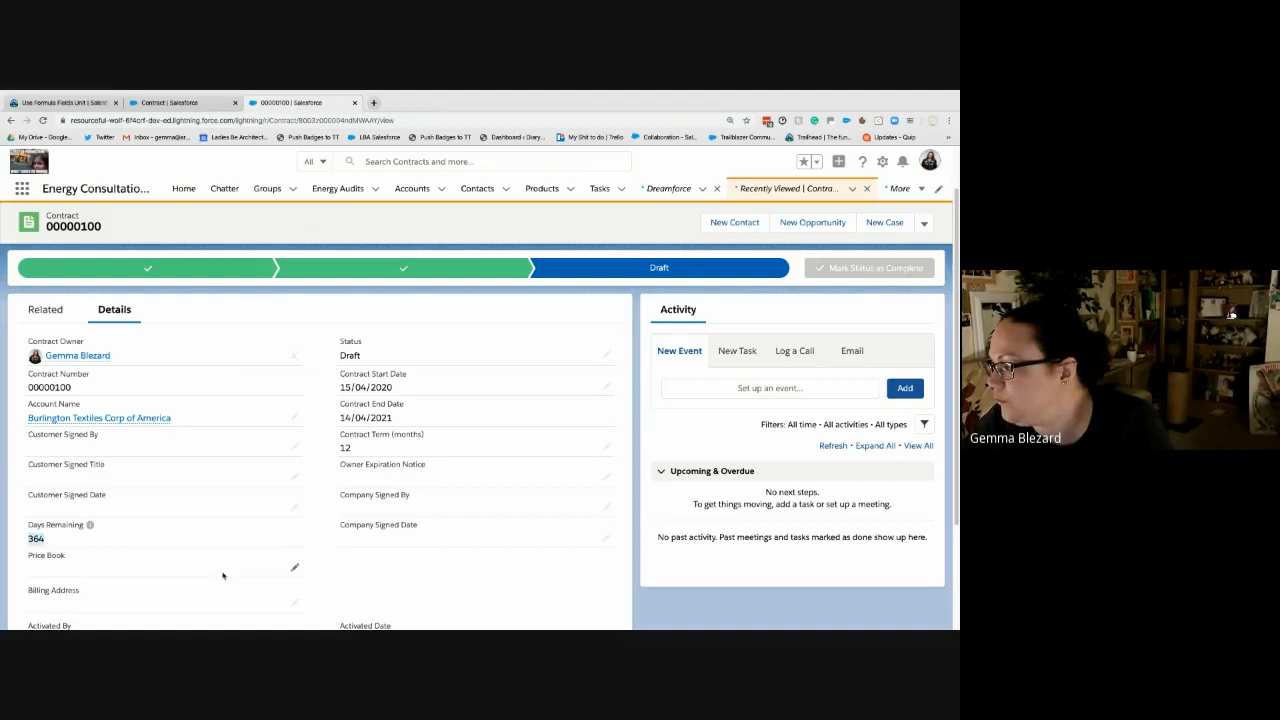 Use Formula Fields Unit | Salesf
Contract | Salesforce
00000100 | Salesforce
resourceful-wolf-6f4crf-dev-ed.lightning.force.com/lightning/r/Contract/8003z000004ndMWAAY/view
My Drive - Google...
Twitter
Inbox - gemma@ar...
Ladies Be Architect...
Push Badges to TT
LBA Salesforce
Push Badges to TT
Dashboard ‹ Diary...
My Shit to do | Trello
Collaboration - Sal...
Trailblazer Commu...
Trailhead | The fun...
Updates - Quip
All
Search Contracts and more...
Energy Consultatio...
Home
Chatter
Groups
Energy Audits
Accounts
Contacts
Products
Tasks
* Dreamforce
* Recently Viewed | Contra...
* More
Contract
00000100
New Contact
New Opportunity
New Case
Draft
Mark Status as Complete
Related
Details
Contract Owner
Gemma Blezard
Status
Draft
Contract Number
00000100
Contract Start Date
15/04/2020
Account Name
Burlington Textiles Corp of America
Contract End Date
14/04/2021
Customer Signed By
Contract Term (months)
12
Customer Signed Title
Owner Expiration Notice
Customer Signed Date
Company Signed By
Days Remaining
364
Company Signed Date
Price Book
Billing Address
Activated By
Activated Date
Activity
New Event
New Task
Log a Call
Email
Set up an event...
Add
Filters: All time • All activities • All types
Refresh • Expand All • View All
Upcoming & Overdue
No next steps.
To get things moving, add a task or set up a meeting.
No past activity. Past meetings and tasks marked as done show up here.
Gemma Blezard